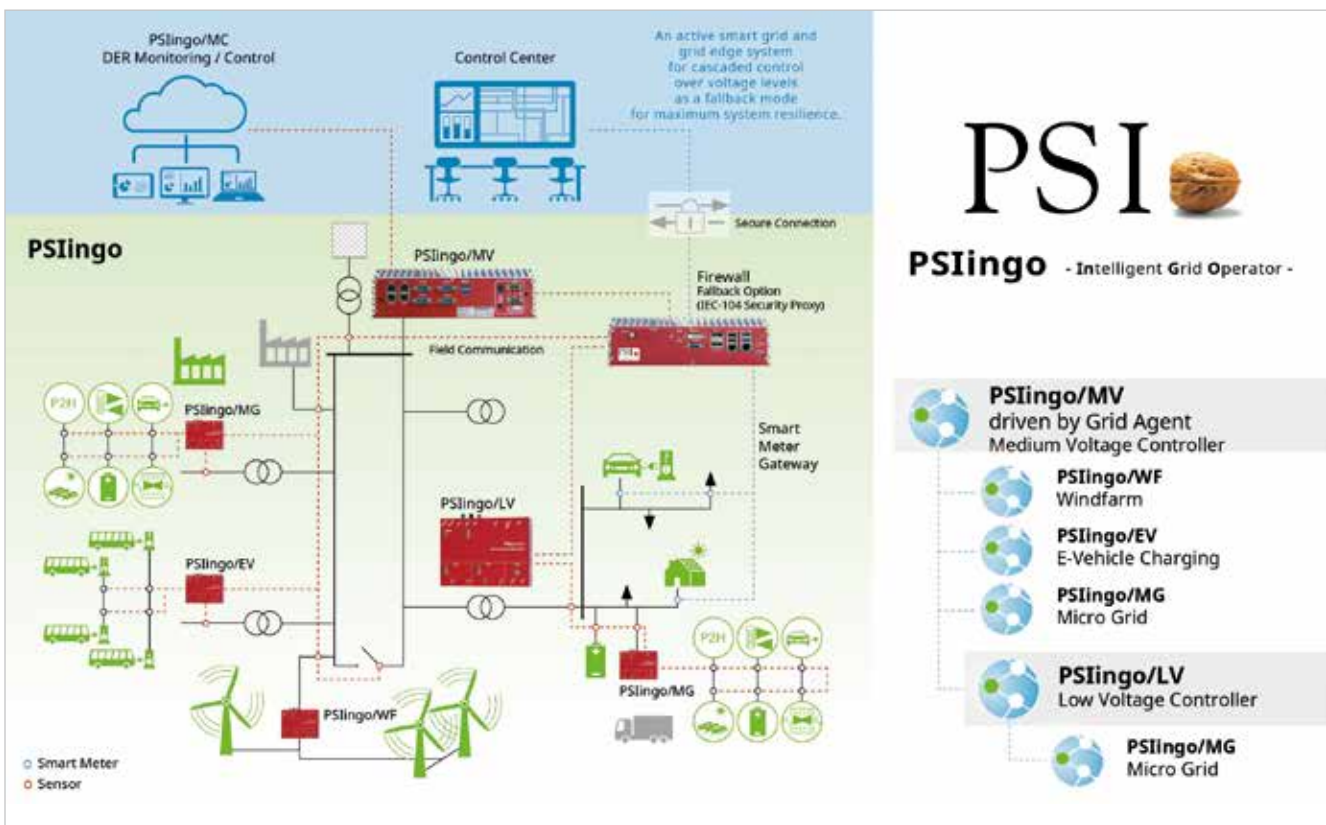 PSIingo/MC
DER Monitoring / Control
Control Center
An active smart grid and
grid edge system
for cascaded control
over voltage levels
as a fallback mode
for maximum system resilience.
Secure Connection
PSIingo
PSIingo/MV
Firewall
Fallback Option
(IEC-104 Security Proxy)
Field Communication
P2H
PSIingo/MG
Smart
Meter
Gateway
PSIingo/LV
PSIingo/EV
P2H
PSIingo/MG
PSIingo/WF
Smart Meter
Sensor
PSI
PSIingo - Intelligent Grid Operator -
PSIingo/MV
driven by Grid Agent
Medium Voltage Controller
PSIingo/WF
Windfarm
PSIingo/EV
E-Vehicle Charging
PSIingo/MG
Micro Grid
PSIingo/LV
Low Voltage Controller
PSIingo/MG
Micro Grid